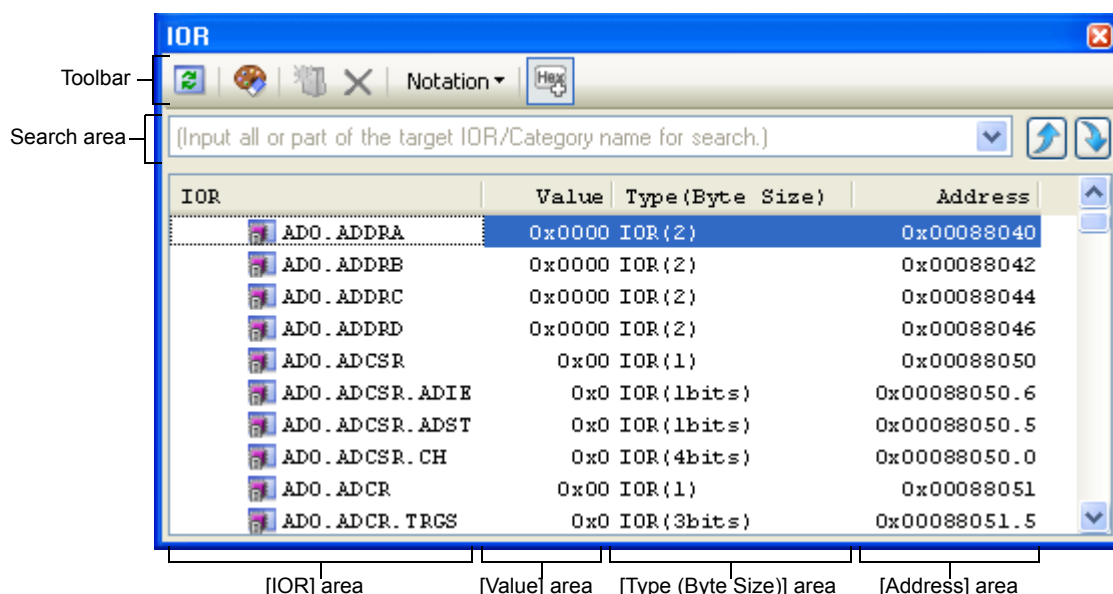 IOR
Toolbar
Notation
Hex
Search area
(Input all or part of the target IOR/Category name for search.)
IOR Value Type(Byte Size) Address
AD0.ADDRA 0x0000 IOR(2) 0x00088040
AD0.ADDRB 0x0000 IOR(2) 0x00088042
AD0.ADDRC 0x0000 IOR(2) 0x00088044
AD0.ADDRD 0x0000 IOR(2) 0x00088046
AD0.ADCSR 0x00 IOR(1) 0x00088050
AD0.ADCSR.ADIE 0x0 IOR(1bits) 0x00088050.6
AD0.ADCSR.ADST 0x0 IOR(1bits) 0x00088050.5
AD0.ADCSR.CH 0x0 IOR(4bits) 0x00088050.0
AD0.ADCR 0x00 IOR(1) 0x00088051
AD0.ADCR.TRGS 0x0 IOR(3bits) 0x00088051.5
[IOR] area [Value] area [Type (Byte Size)] area [Address] area